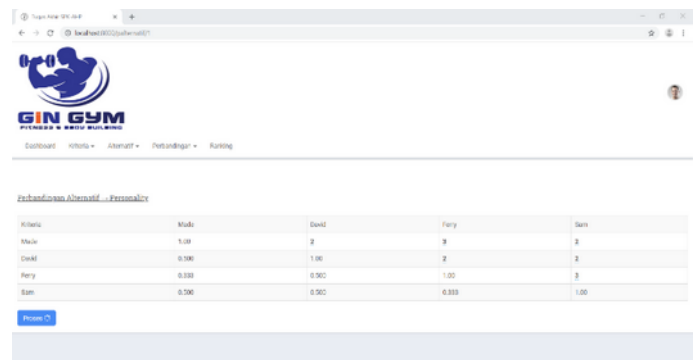 Tugas Akhir SPK AHP
localhost:8000/palternatif/1
GIN GYM
FITNESS & BODY BUILDING
Dashboard Kriteria Alternatif Perbandingan Ranking
Perbandingan Alternatif -> Personality
Kriteria Made David Ferry Sam
Made 1.00 2 3 2
David 0.500 1.00 2 2
Ferry 0.333 0.500 1.00 3
Sam 0.500 0.500 0.333 1.00
Proses